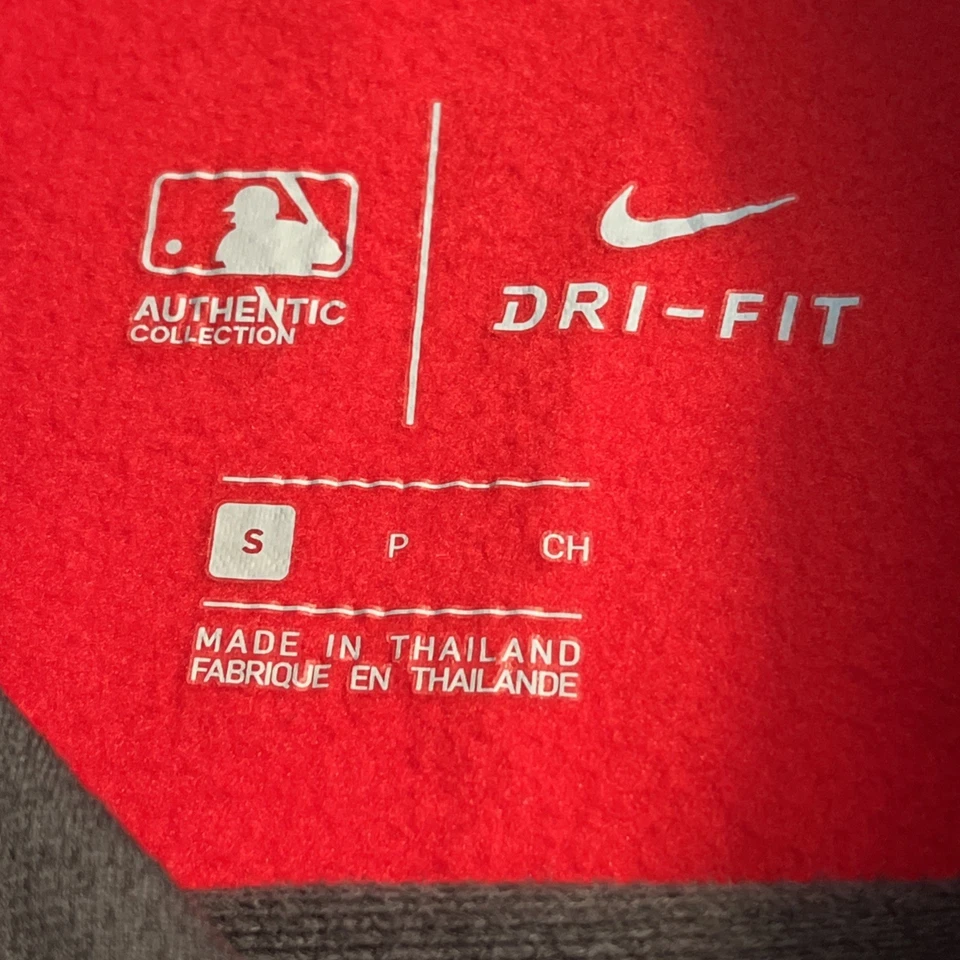 AUTHENTIC
COLLECTION
DRI-FIT
S P CH
MADE IN THAILAND
FABRIQUE EN THAILANDE